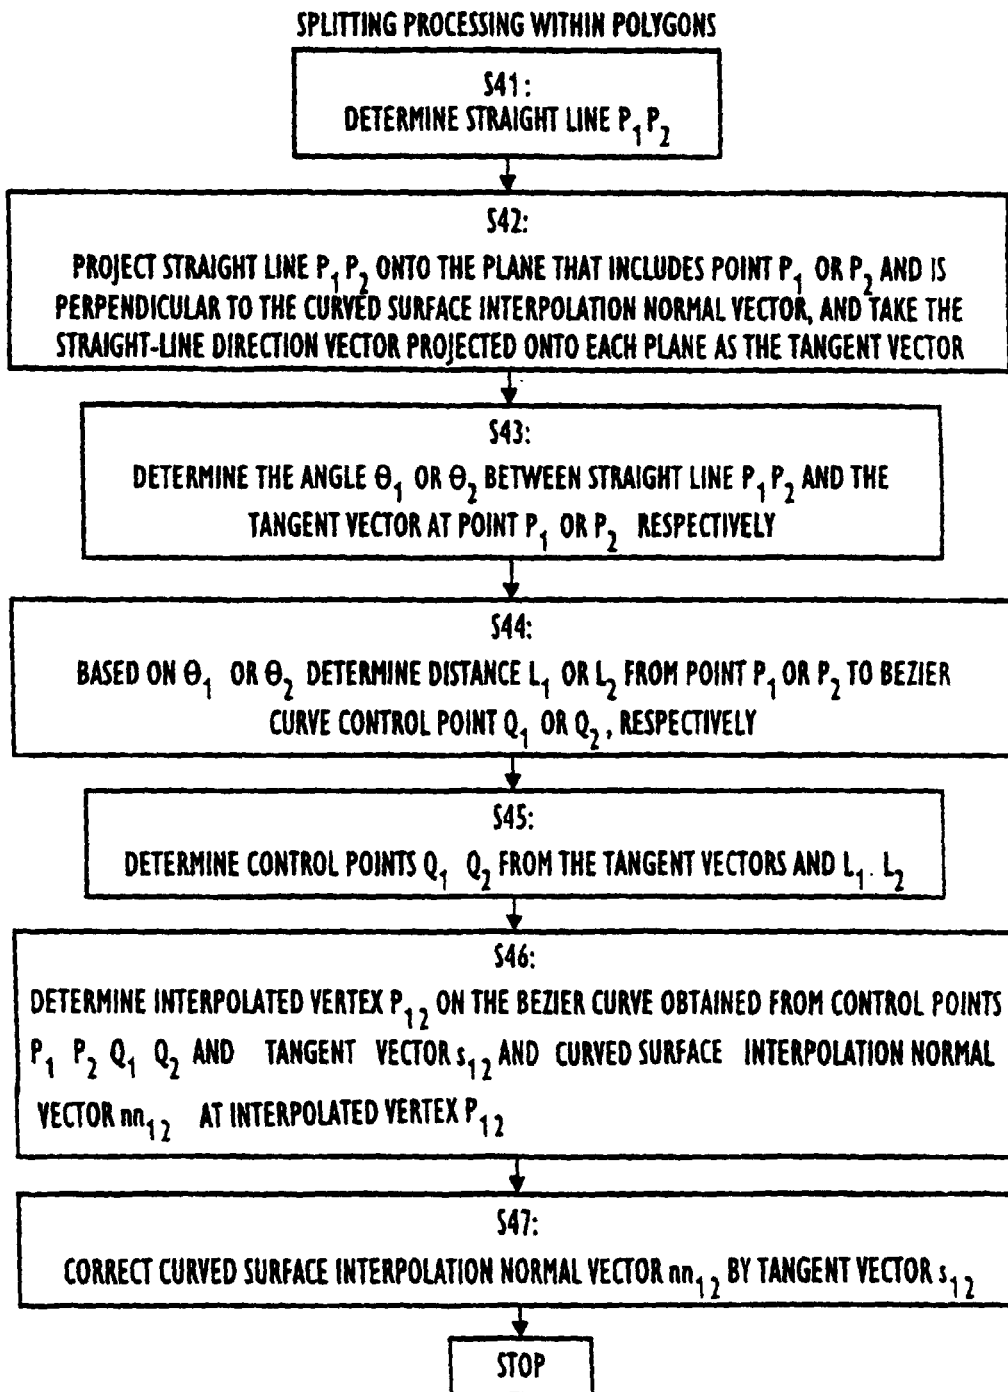 SPLITTING PROCESSING WITHIN POLYGONS
S41:
DETERMINE STRAIGHT LINE P₁P₂
S42:
PROJECT STRAIGHT LINE P₁P₂ ONTO THE PLANE THAT INCLUDES POINT P₁ OR P₂ AND IS
PERPENDICULAR TO THE CURVED SURFACE INTERPOLATION NORMAL VECTOR, AND TAKE THE
STRAIGHT-LINE DIRECTION VECTOR PROJECTED ONTO EACH PLANE AS THE TANGENT VECTOR
S43:
DETERMINE THE ANGLE θ₁ OR θ₂ BETWEEN STRAIGHT LINE P₁P₂ AND THE
TANGENT VECTOR AT POINT P₁ OR P₂ RESPECTIVELY
S44:
BASED ON θ₁ OR θ₂ DETERMINE DISTANCE L₁ OR L₂ FROM POINT P₁ OR P₂ TO BEZIER
CURVE CONTROL POINT Q₁ OR Q₂, RESPECTIVELY
S45:
DETERMINE CONTROL POINTS Q₁ Q₂ FROM THE TANGENT VECTORS AND L₁. L₂
S46:
DETERMINE INTERPOLATED VERTEX P₁₂ ON THE BEZIER CURVE OBTAINED FROM CONTROL POINTS
P₁ P₂ Q₁ Q₂ AND TANGENT VECTOR s₁₂ AND CURVED SURFACE INTERPOLATION NORMAL
VECTOR nn₁₂ AT INTERPOLATED VERTEX P₁₂
S47:
CORRECT CURVED SURFACE INTERPOLATION NORMAL VECTOR nn₁₂ BY TANGENT VECTOR s₁₂
STOP